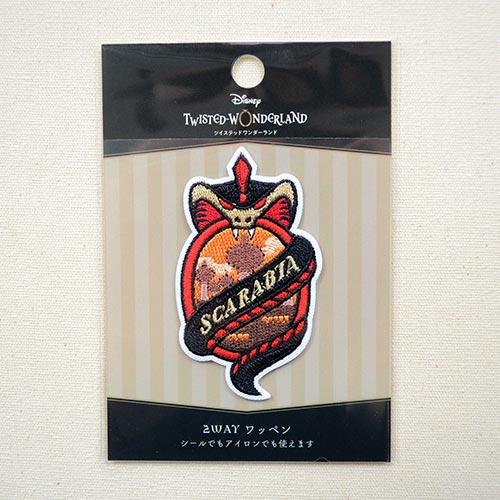 Disney
TWISTED-WONDERLAND
ツイステッドワンダーランド
SCARABIA
2WAY ワッペン
シールでもアイロンでも使えます